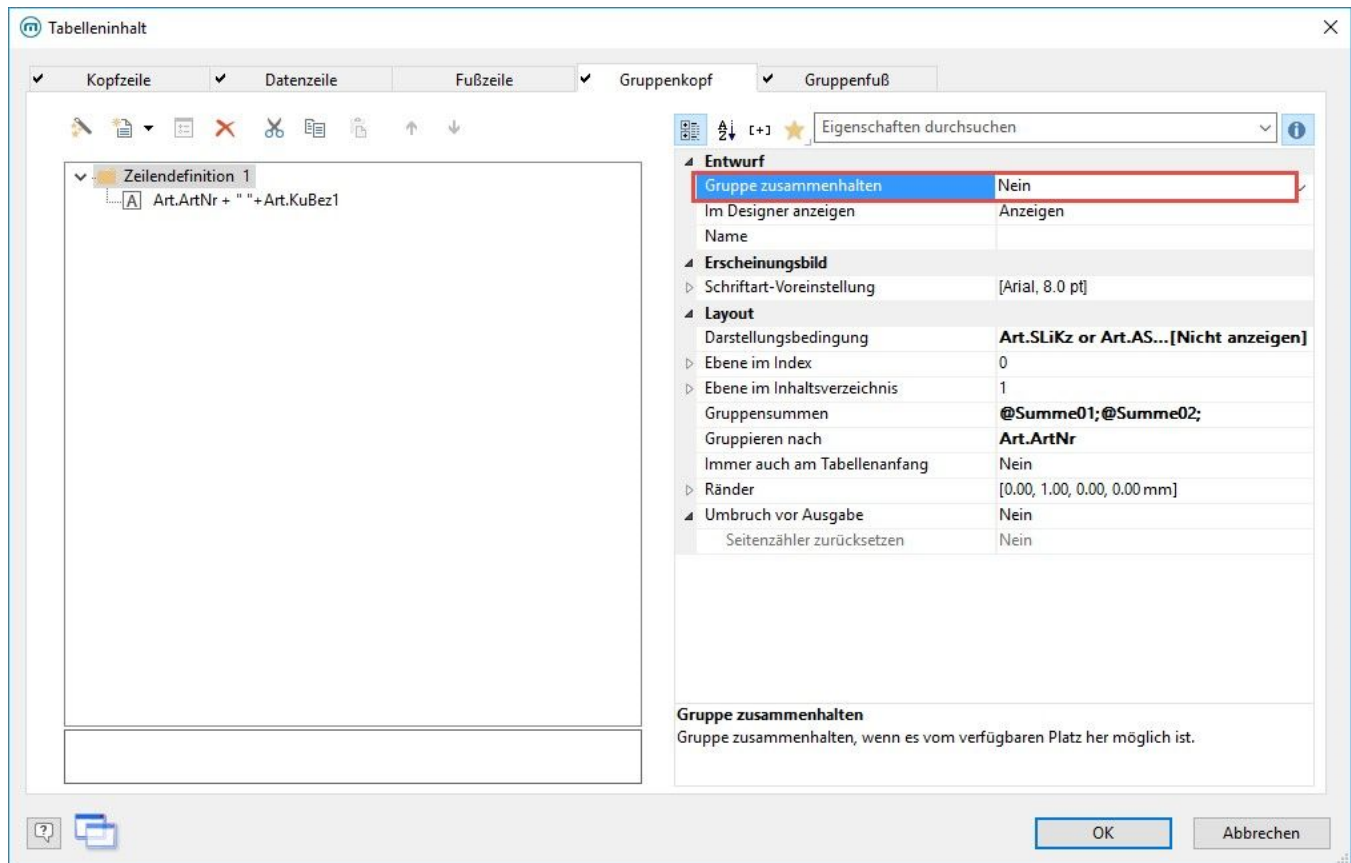 Tabelleninhalt
Kopfzeile Datenzeile Fußzeile Gruppenkopf Gruppenfuß
Eigenschaften durchsuchen
Zeilendefinition 1
Art.ArtNr + " "+Art.KuBez1
Entwurf
Gruppe zusammenhalten Nein
Im Designer anzeigen Anzeigen
Name
Erscheinungsbild
Schriftart-Voreinstellung [Arial, 8.0 pt]
Layout
Darstellungsbedingung Art.SLiKz or Art.AS...[Nicht anzeigen]
Ebene im Index 0
Ebene im Inhaltsverzeichnis 1
Gruppensummen @Summe01;@Summe02;
Gruppieren nach Art.ArtNr
Immer auch am Tabellenanfang Nein
Ränder [0.00, 1.00, 0.00, 0.00 mm]
Umbruch vor Ausgabe Nein
Seitenzähler zurücksetzen Nein
Gruppe zusammenhalten
Gruppe zusammenhalten, wenn es vom verfügbaren Platz her möglich ist.
OK Abbrechen